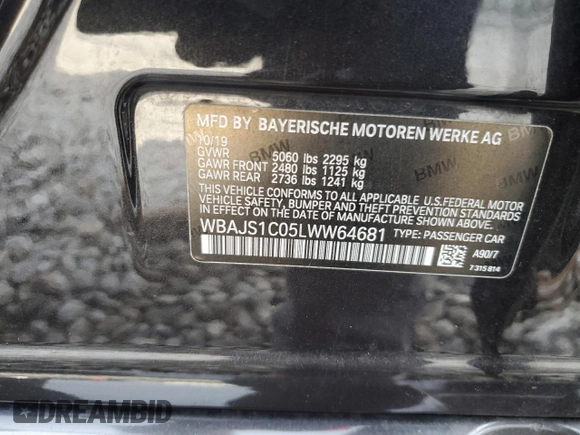 MFD BY BAYERISCHE MOTOREN WERKE AG
10/19
GVWR 5060 lbs 2295 kg
GAWR FRONT 2480 lbs 1125 kg
GAWR REAR 2736 lbs 1241 kg
THIS VEHICLE CONFORMS TO ALL APPLICABLE U.S. FEDERAL MOTOR
VEHICLE SAFETY, BUMPER AND THEFT PREVENTION STANDARDS
IN EFFECT ON THE DATE OF MANUFACTURE SHOWN ABOVE.
WBAJS1C05LWW64681 TYPE: PASSENGER CAR
A90/7
7315814
BMW
BMW
BMW
BMW
DREAMBID